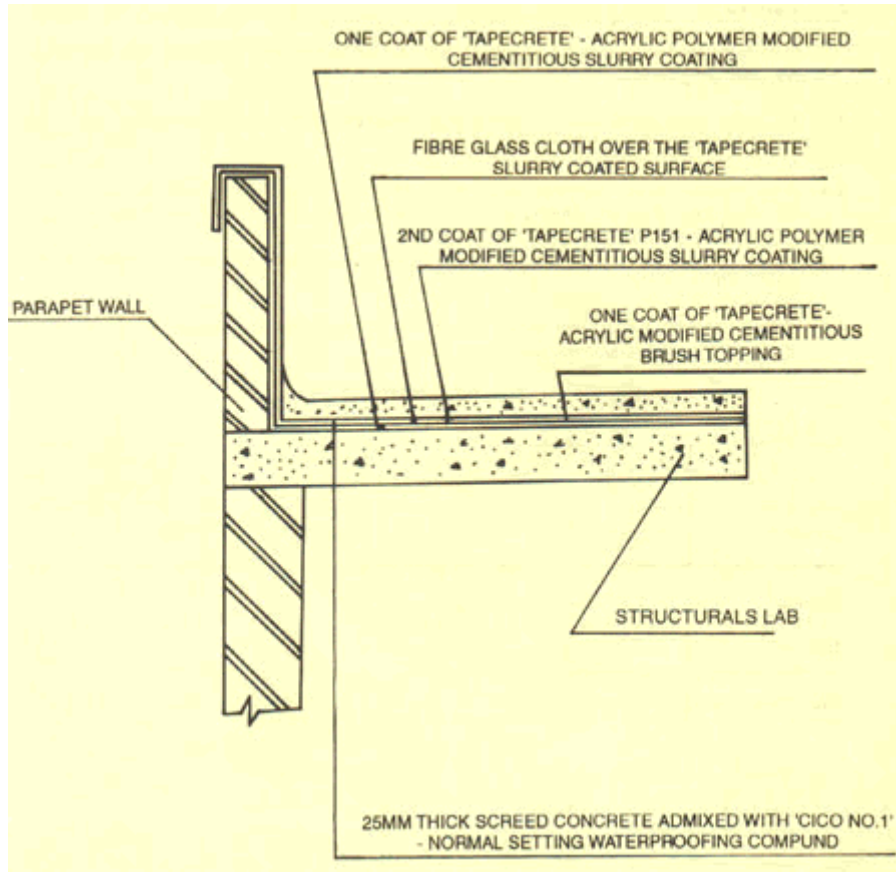 ONE COAT OF 'TAPECRETE' - ACRYLIC POLYMER MODIFIED
CEMENTITIOUS SLURRY COATING
FIBRE GLASS CLOTH OVER THE 'TAPECRETE'
SLURRY COATED SURFACE
2ND COAT OF 'TAPECRETE' P151 - ACRYLIC POLYMER
MODIFIED CEMENTITIOUS SLURRY COATING
PARAPET WALL
ONE COAT OF 'TAPECRETE'-
ACRYLIC MODIFIED CEMENTITIOUS
BRUSH TOPPING
STRUCTURALS LAB
25MM THICK SCREED CONCRETE ADMIXED WITH 'CICO NO.1'
- NORMAL SETTING WATERPROOFING COMPUND